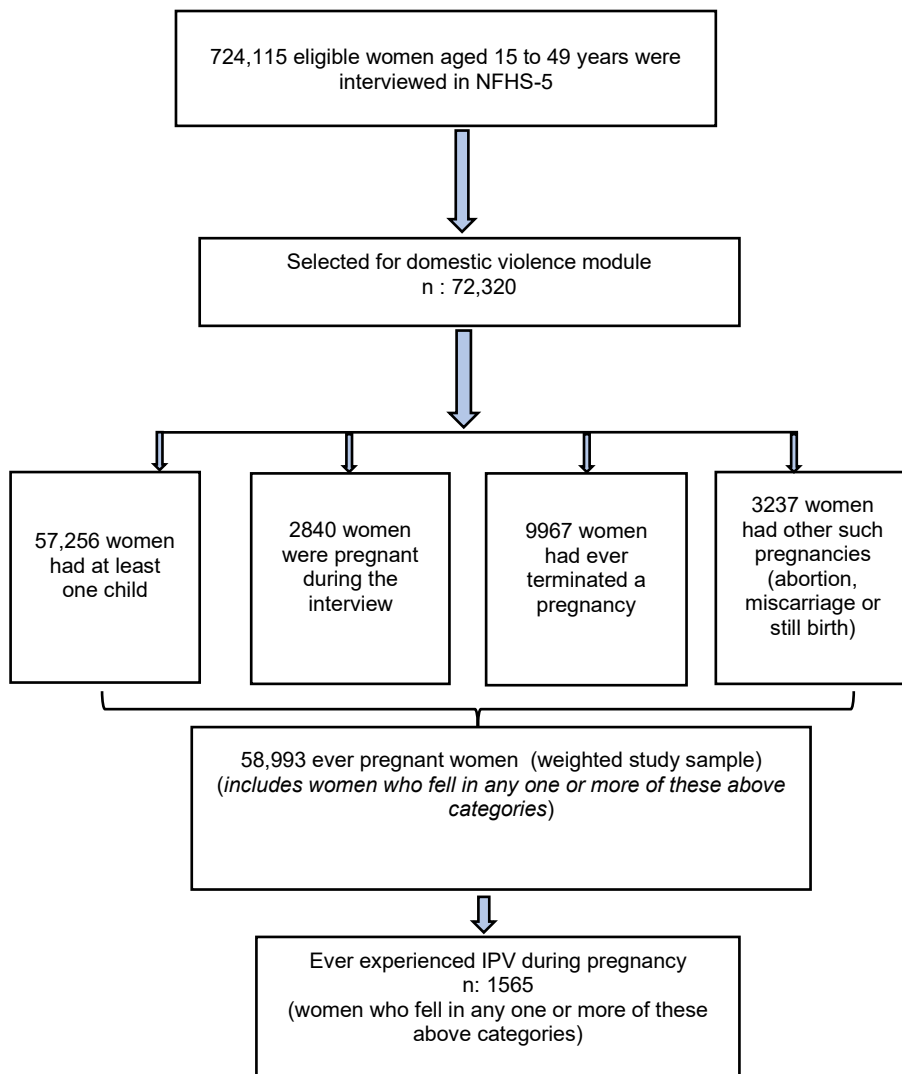 724,115 eligible women aged 15 to 49 years were
interviewed in NFHS-5
Selected for domestic violence module
n : 72,320
57,256 women
had at least
one child
2840 women
were pregnant
during the
interview
9967 women
had ever
terminated a
pregnancy
3237 women
had other such
pregnancies
(abortion,
miscarriage or
still birth)
58,993 ever pregnant women (weighted study sample)
(includes women who fell in any one or more of these above
categories)
Ever experienced IPV during pregnancy
n: 1565
(women who fell in any one or more of these
above categories)